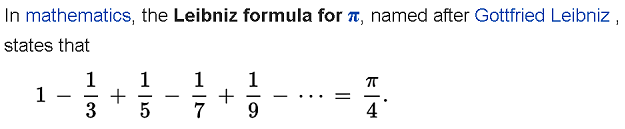 In mathematics, the Leibniz formula for π, named after Gottfried Leibniz ,
states that
1 − 1/3 + 1/5 − 1/7 + 1/9 − ⋯ = π/4.